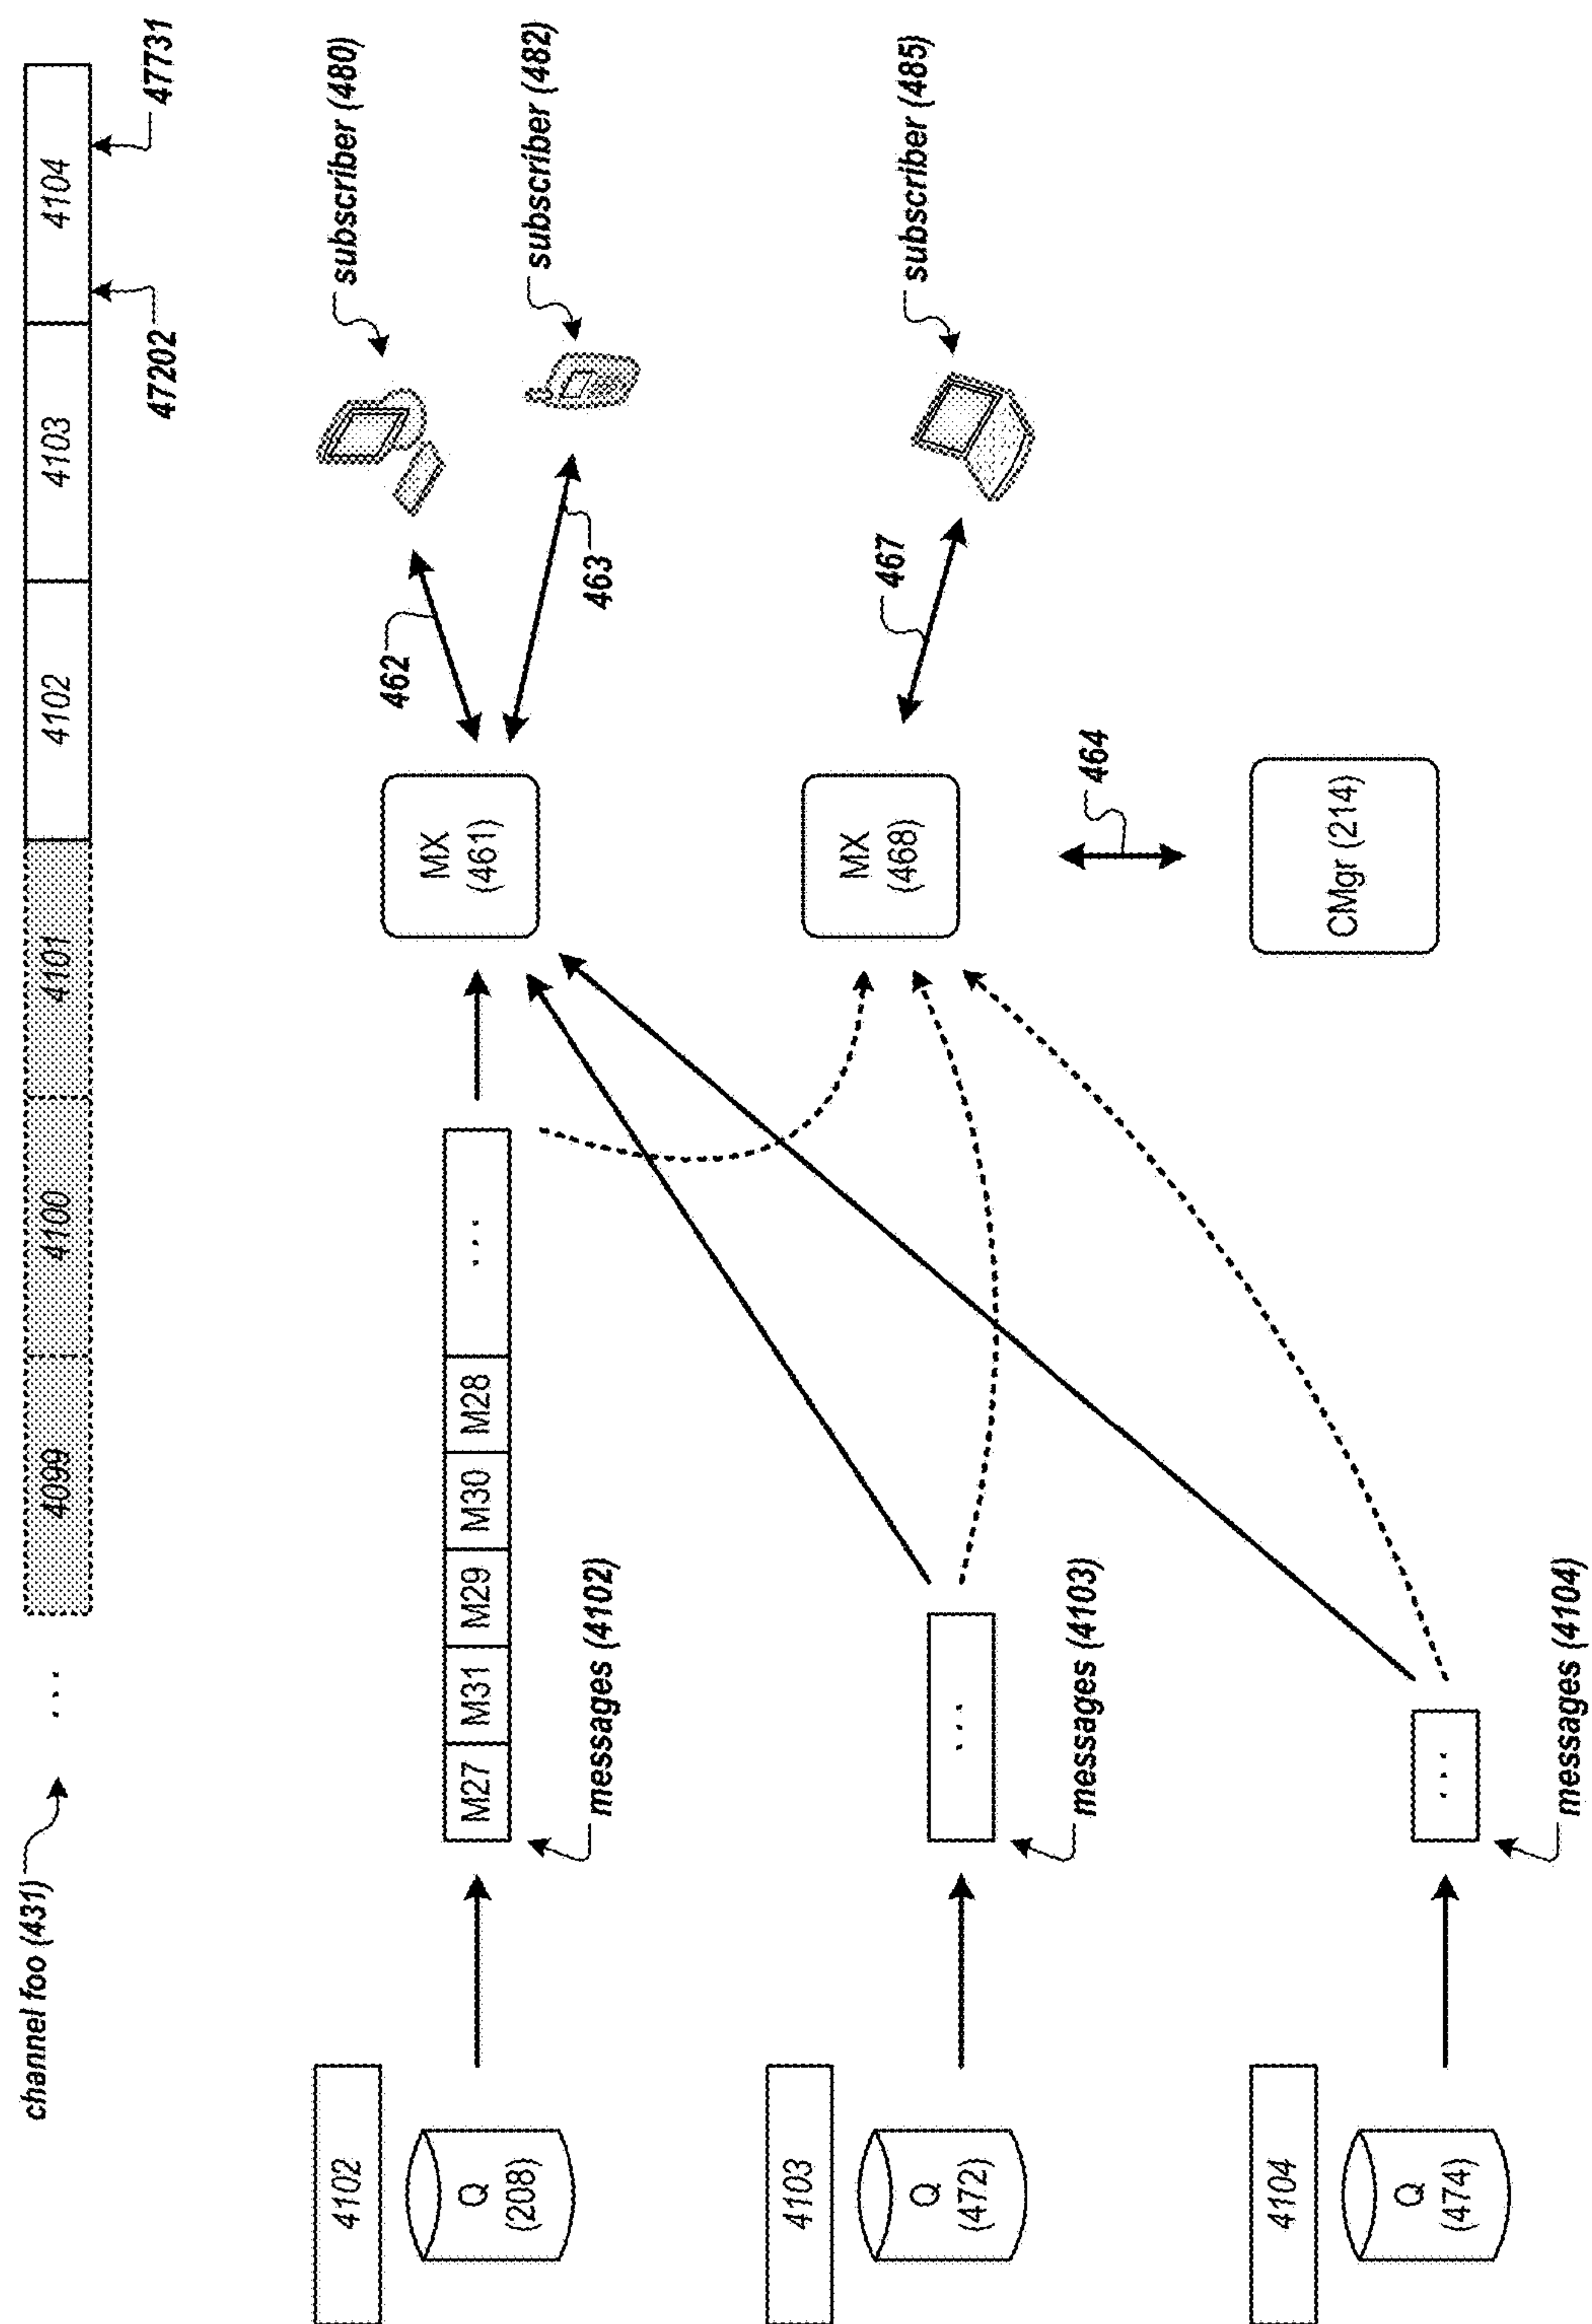 channel foo (431)
...
4099
4100
4101
4102
4103
4104
47202
47731
4102
Q
(208)
M27
M31
M29
M30
M28
...
messages (4102)
MX
(461)
462
463
subscriber (480)
subscriber (482)
4103
Q
(472)
...
messages (4103)
MX
(468)
467
subscriber (485)
464
4104
Q
(474)
...
messages (4104)
CMgr (214)